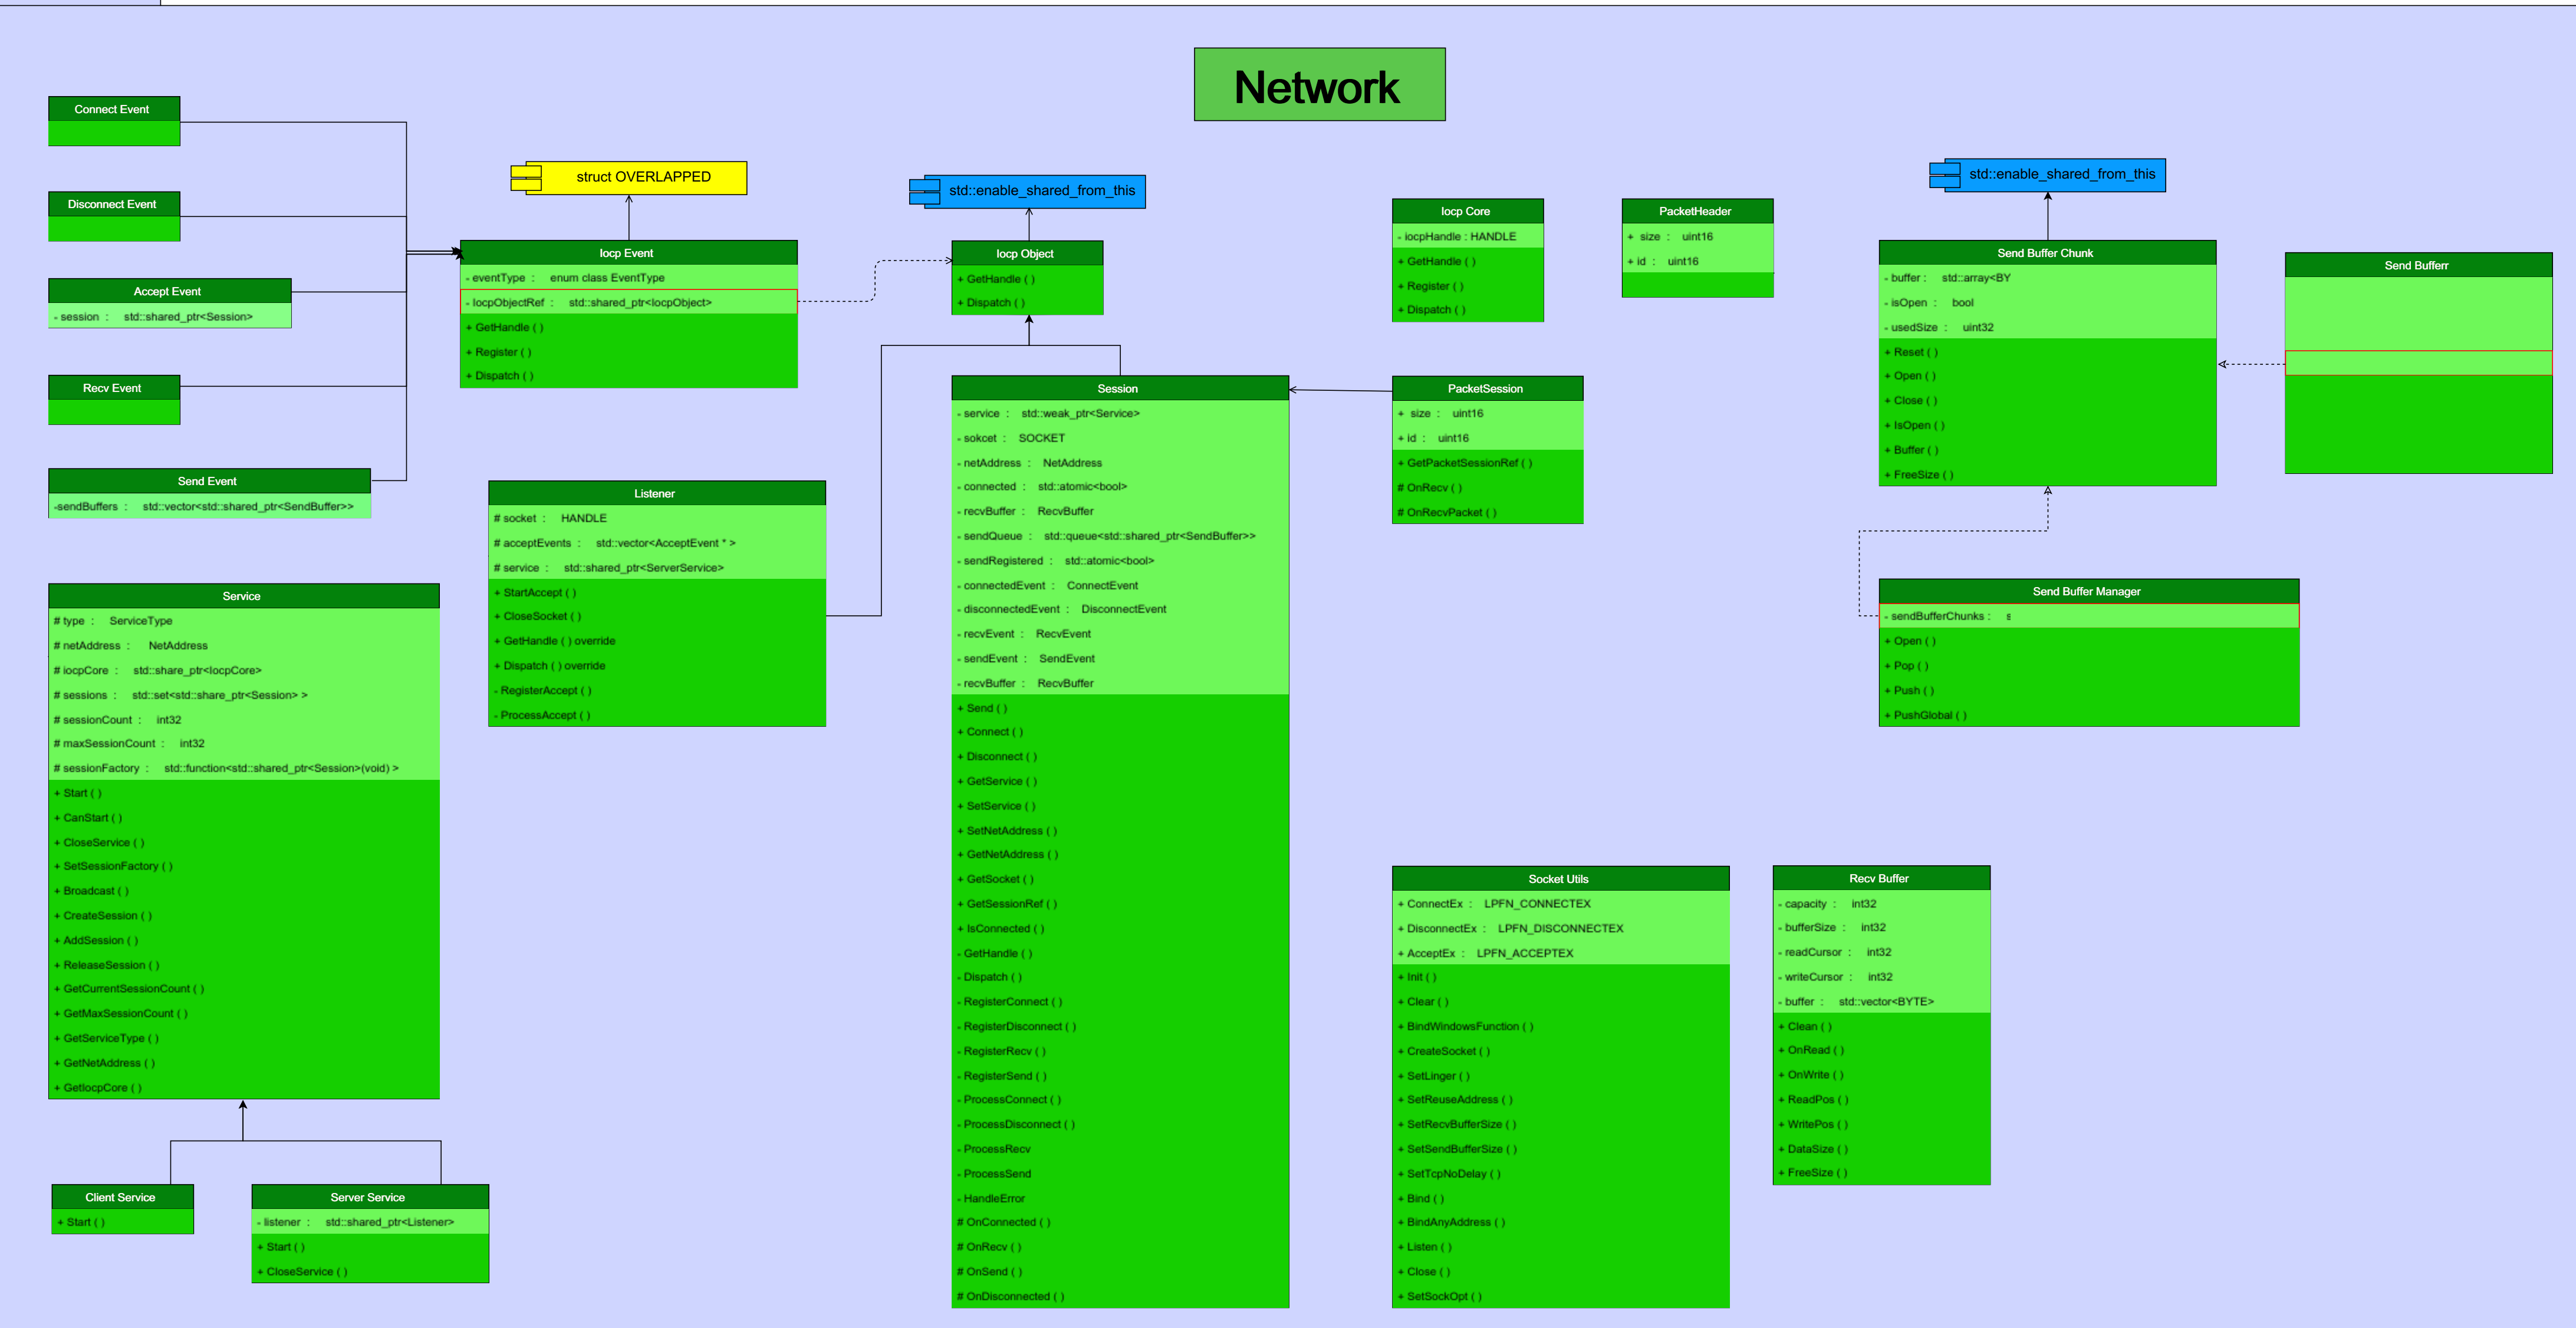 Network
Connect Event
Disconnect Event
Accept Event
- session :   std::shared_ptr<Session>
Recv Event
Send Event
-sendBuffers :   std::vector<std::shared_ptr<SendBuffer>>
struct OVERLAPPED
Iocp Event
- eventType :   enum class EventType
- IocpObjectRef :   std::shared_ptr<IocpObject>
+ GetHandle ( )
+ Register ( )
+ Dispatch ( )
std::enable_shared_from_this
Iocp Object
+ GetHandle ( )
+ Dispatch ( )
Iocp Core
- iocpHandle : HANDLE
+ GetHandle ( )
+ Register ( )
+ Dispatch ( )
PacketHeader
+ size :   uint16
+ id :   uint16
std::enable_shared_from_this
Send Buffer Chunk
- buffer :   std::array<BY
- isOpen :   bool
- usedSize :   uint32
+ Reset ( )
+ Open ( )
+ Close ( )
+ IsOpen ( )
+ Buffer ( )
+ FreeSize ( )
Send Bufferr
Session
- service :   std::weak_ptr<Service>
- sokcet :   SOCKET
- netAddress :   NetAddress
- connected :   std::atomic<bool>
- recvBuffer :   RecvBuffer
- sendQueue :   std::queue<std::shared_ptr<SendBuffer>>
- sendRegistered :   std::atomic<bool>
- connectedEvent :   ConnectEvent
- disconnectedEvent :   DisconnectEvent
- recvEvent :   RecvEvent
- sendEvent :   SendEvent
- recvBuffer :   RecvBuffer
+ Send ( )
+ Connect ( )
+ Disconnect ( )
+ GetService ( )
+ SetService ( )
+ SetNetAddress ( )
+ GetNetAddress ( )
+ GetSocket ( )
+ GetSessionRef ( )
+ IsConnected ( )
- GetHandle ( )
- Dispatch ( )
- RegisterConnect ( )
- RegisterDisconnect ( )
- RegisterRecv ( )
- RegisterSend ( )
- ProcessConnect ( )
- ProcessDisconnect ( )
- ProcessRecv
- ProcessSend
- HandleError
# OnConnected ( )
# OnRecv ( )
# OnSend ( )
# OnDisconnected ( )
PacketSession
+ size :   uint16
+ id :   uint16
+ GetPacketSessionRef ( )
# OnRecv ( )
# OnRecvPacket ( )
Listener
# socket :   HANDLE
# acceptEvents :   std::vector<AcceptEvent * >
# service :   std::shared_ptr<ServerService>
+ StartAccept ( )
+ CloseSocket ( )
+ GetHandle ( ) override
+ Dispatch ( ) override
- RegisterAccept ( )
- ProcessAccept ( )
Service
# type :   ServiceType
# netAddress :   NetAddress
# iocpCore :   std::share_ptr<IocpCore>
# sessions :   std::set<std::share_ptr<Session> >
# sessionCount :   int32
# maxSessionCount :   int32
# sessionFactory :   std::function<std::shared_ptr<Session>(void) >
+ Start ( )
+ CanStart ( )
+ CloseService ( )
+ SetSessionFactory ( )
+ Broadcast ( )
+ CreateSession ( )
+ AddSession ( )
+ ReleaseSession ( )
+ GetCurrentSessionCount ( )
+ GetMaxSessionCount ( )
+ GetServiceType ( )
+ GetNetAddress ( )
+ GetIocpCore ( )
Client Service
+ Start ( )
Server Service
- listener :   std::shared_ptr<Listener>
+ Start ( )
+ CloseService ( )
Send Buffer Manager
- sendBufferChunks :   s
+ Open ( )
+ Pop ( )
+ Push ( )
+ PushGlobal ( )
Socket Utils
+ ConnectEx :   LPFN_CONNECTEX
+ DisconnectEx :   LPFN_DISCONNECTEX
+ AcceptEx :   LPFN_ACCEPTEX
+ Init ( )
+ Clear ( )
+ BindWindowsFunction ( )
+ CreateSocket ( )
+ SetLinger ( )
+ SetReuseAddress ( )
+ SetRecvBufferSize ( )
+ SetSendBufferSize ( )
+ SetTcpNoDelay ( )
+ Bind ( )
+ BindAnyAddress ( )
+ Listen ( )
+ Close ( )
+ SetSockOpt ( )
Recv Buffer
- capacity :   int32
- bufferSize :   int32
- readCursor :   int32
- writeCursor :   int32
- buffer :   std::vector<BYTE>
+ Clean ( )
+ OnRead ( )
+ OnWrite ( )
+ ReadPos ( )
+ WritePos ( )
+ DataSize ( )
+ FreeSize ( )